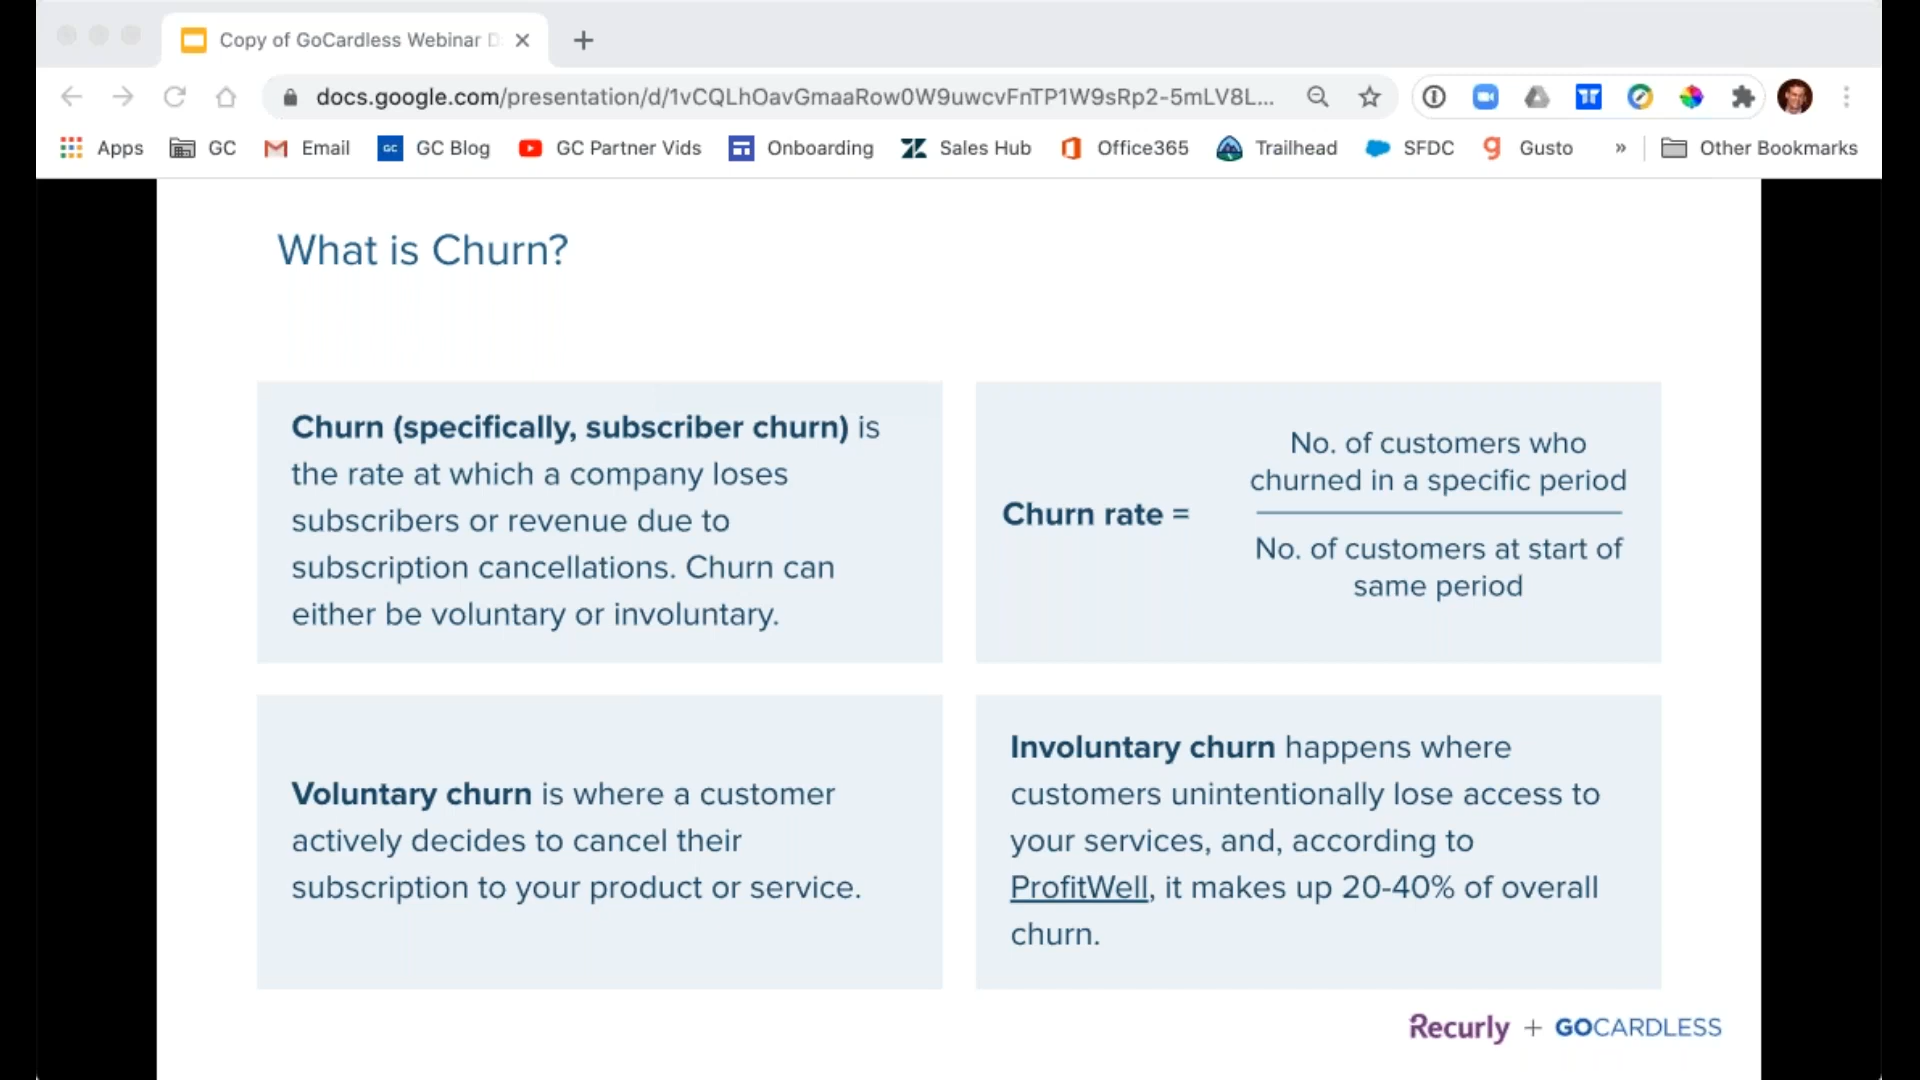 Copy of GoCardless Webinar D
docs.google.com/presentation/d/1vCQLhOavGmaaRow0W9uwcvFnTP1W9sRp2-5mLV8L...
Apps GC Email GC GC Blog GC Partner Vids Onboarding Sales Hub Office365 Trailhead SFDC Gusto » Other Bookmarks
What is Churn?
Churn (specifically, subscriber churn) is
the rate at which a company loses
subscribers or revenue due to
subscription cancellations. Churn can
either be voluntary or involuntary.
Churn rate =
No. of customers who
churned in a specific period
No. of customers at start of
same period
Voluntary churn is where a customer
actively decides to cancel their
subscription to your product or service.
Involuntary churn happens where
customers unintentionally lose access to
your services, and, according to
ProfitWell, it makes up 20-40% of overall
churn.
Recurly + GOCARDLESS